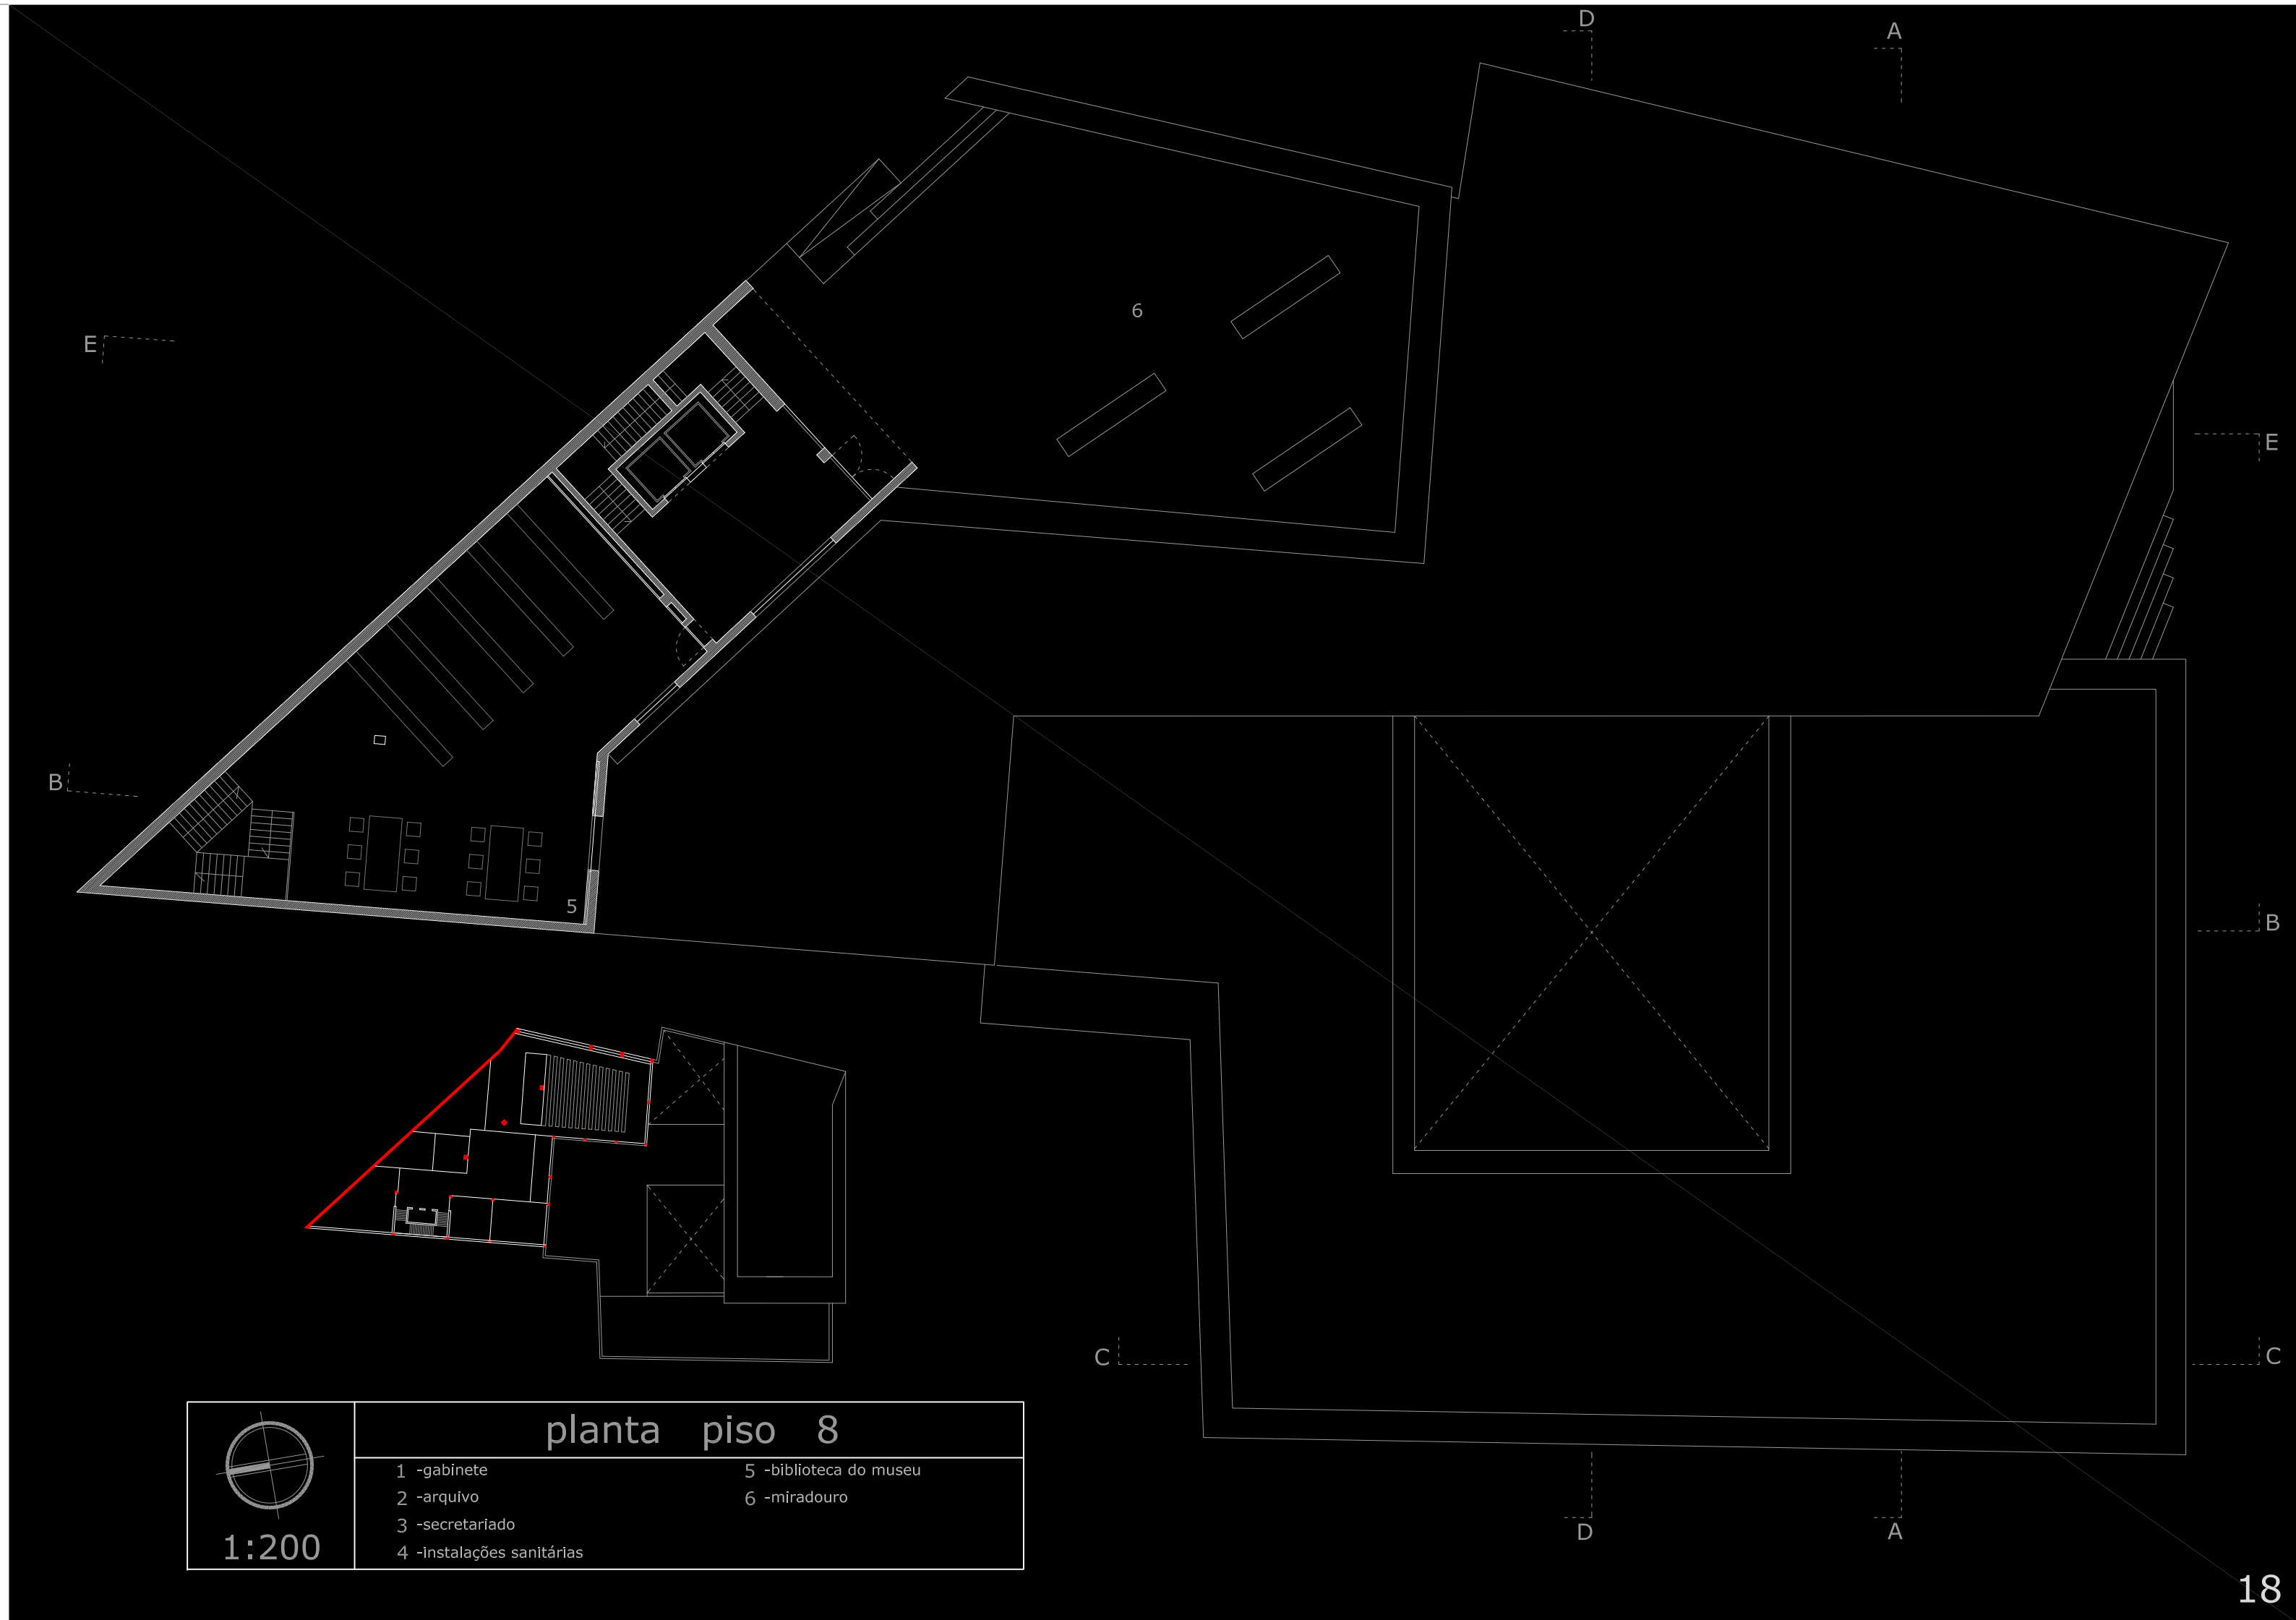 D
A
6
E
E
B
5
B
C
C
planta piso 8
1 -gabinete
2 -arquivo
3 -secretariado
4 -instalações sanitárias
5 -biblioteca do museu
6 -miradouro
1:200
D
A
18